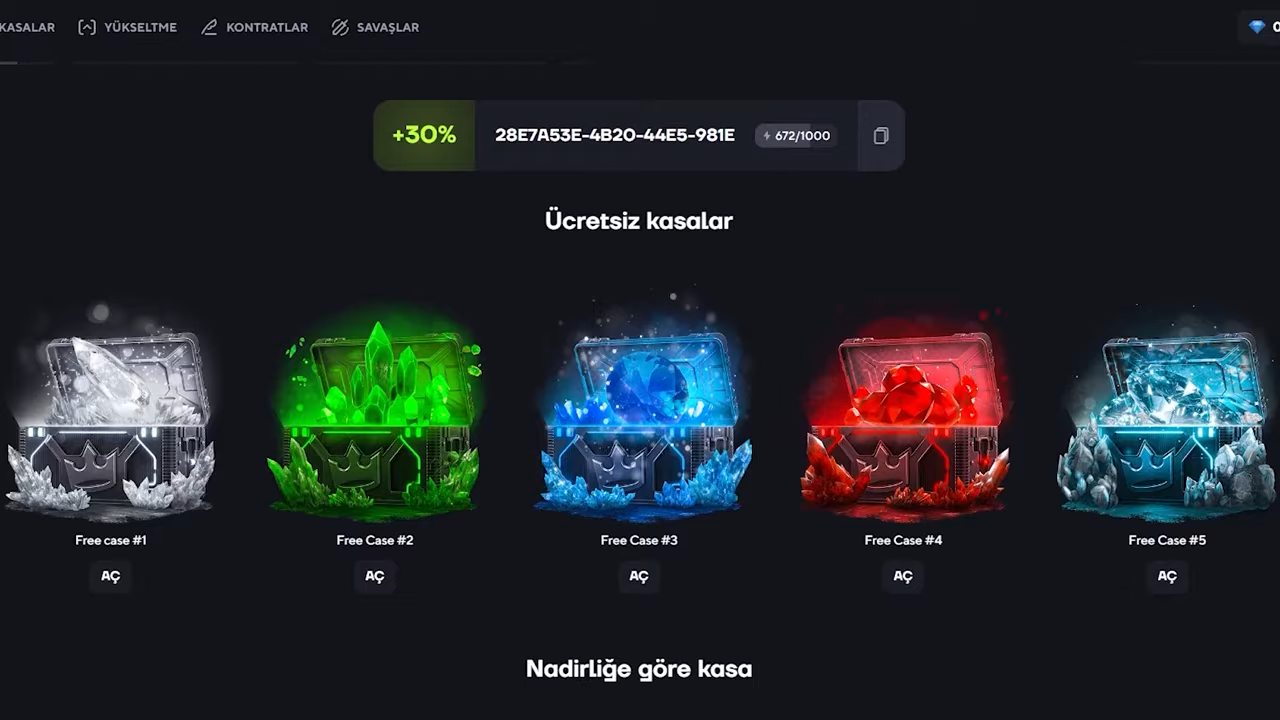 KASALAR YÜKSELTME KONTRATLAR SAVAŞLAR 0
+30% 28E7A53E-4B20-44E5-981E 672/1000
Ücretsiz kasalar
Free case #1 Free Case #2 Free Case #3 Free Case #4 Free Case #5
AÇ AÇ AÇ AÇ AÇ
Nadirliğe göre kasa